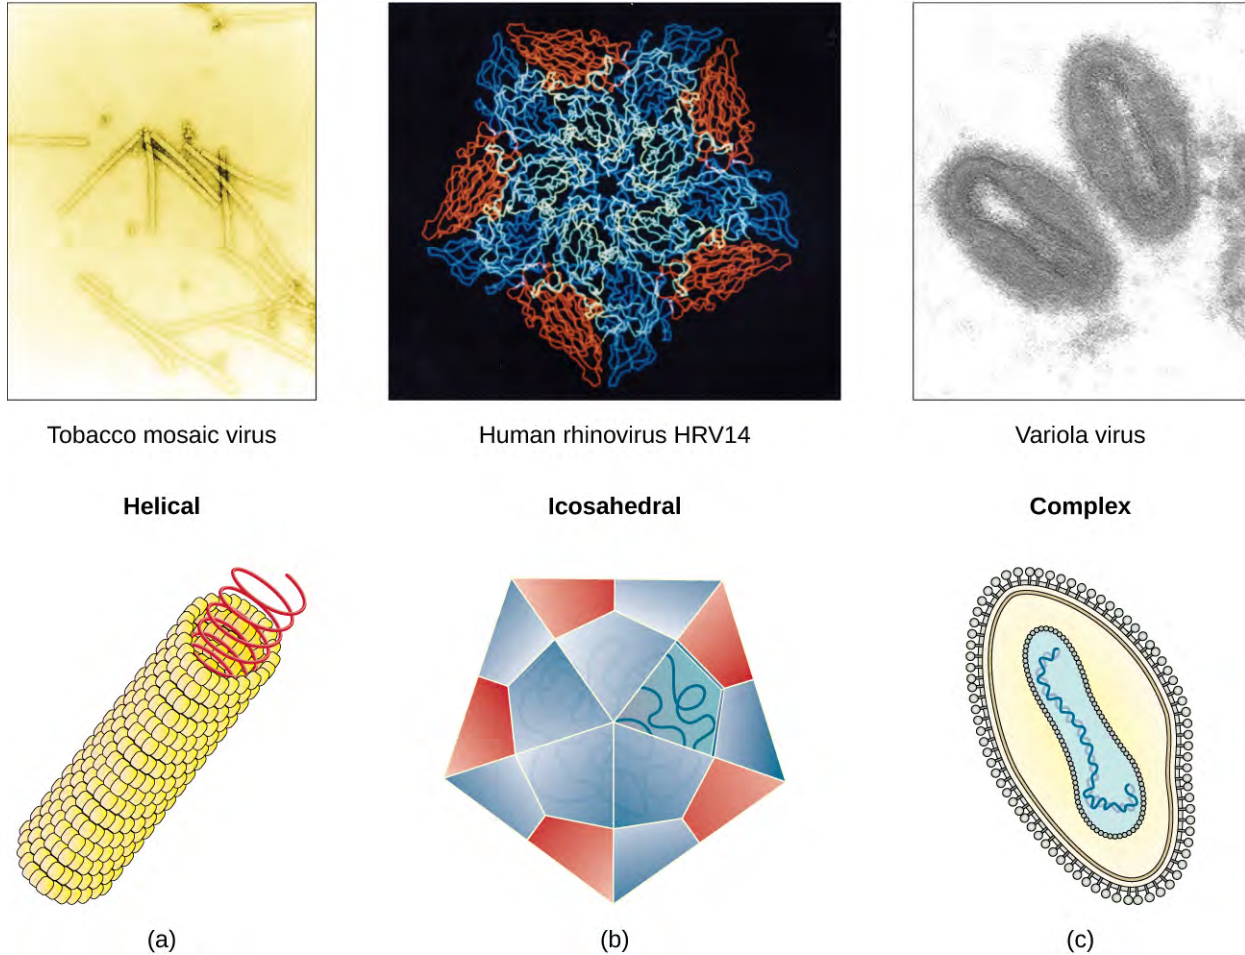 Tobacco mosaic virus
Human rhinovirus HRV14
Variola virus
Helical
Icosahedral
Complex
(a)
(b)
(c)